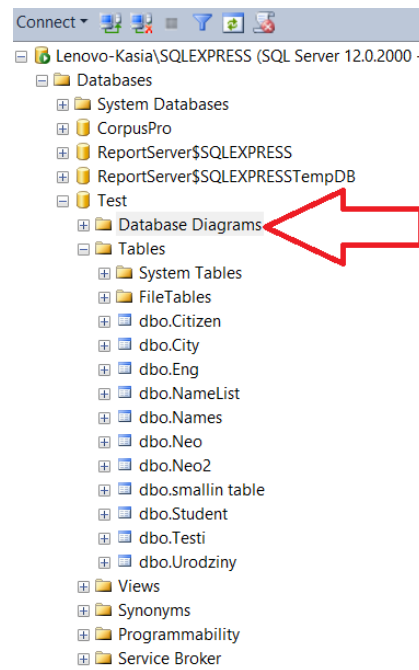 Connect
Lenovo-Kasia\SQLEXPRESS (SQL Server 12.0.2000 -
Databases
System Databases
CorpusPro
ReportServer$SQLEXPRESS
ReportServer$SQLEXPRESSTempDB
Test
Database Diagrams
Tables
System Tables
FileTables
dbo.Citizen
dbo.City
dbo.Eng
dbo.NameList
dbo.Names
dbo.Neo
dbo.Neo2
dbo.smallin table
dbo.Student
dbo.Testi
dbo.Urodziny
Views
Synonyms
Programmability
Service Broker